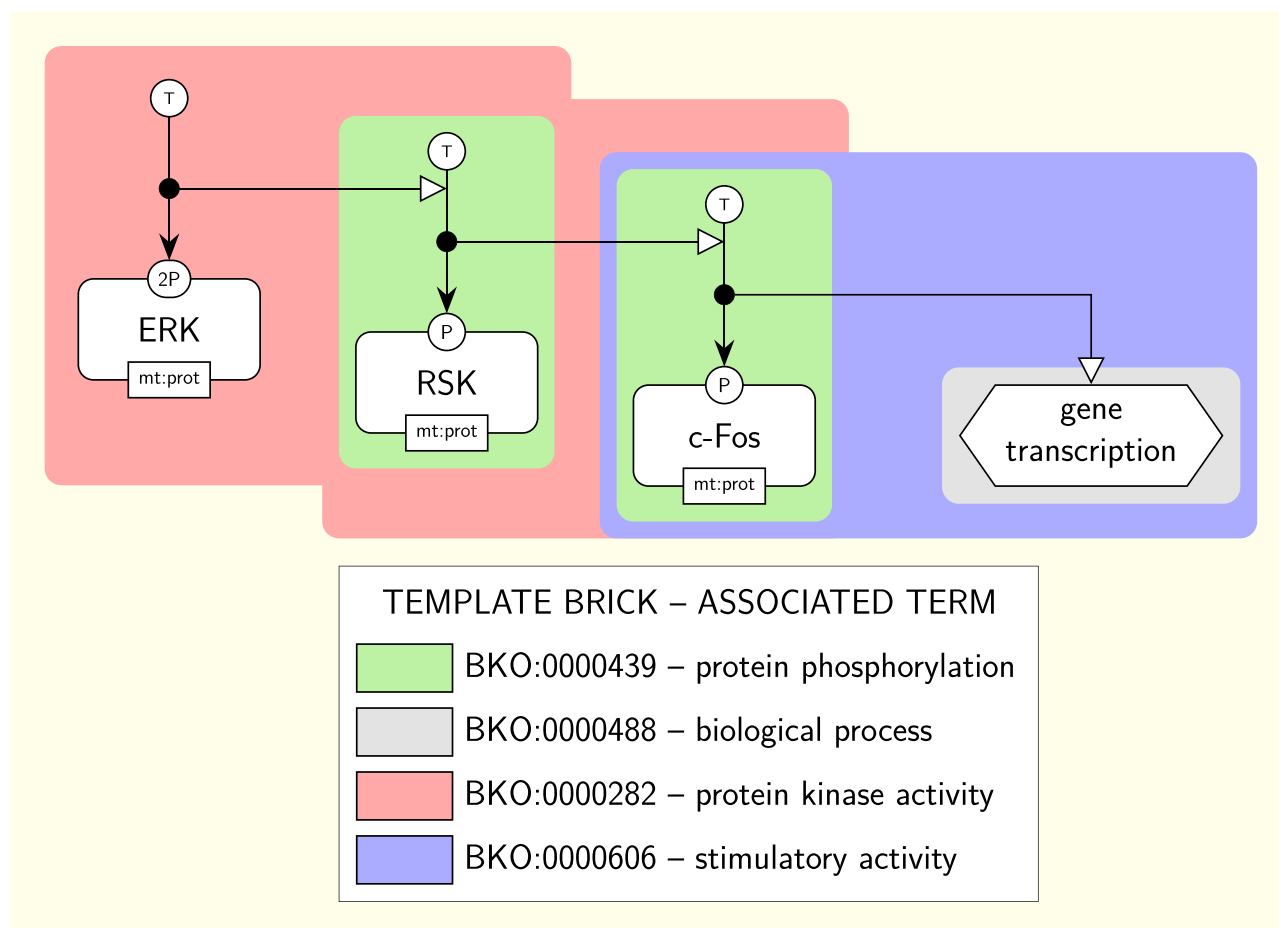 T
T
T
2P
ERK
mt:prot
P
RSK
mt:prot
P
c-Fos
mt:prot
gene
transcription
TEMPLATE BRICK – ASSOCIATED TERM
BKO:0000439 – protein phosphorylation
BKO:0000488 – biological process
BKO:0000282 – protein kinase activity
BKO:0000606 – stimulatory activity